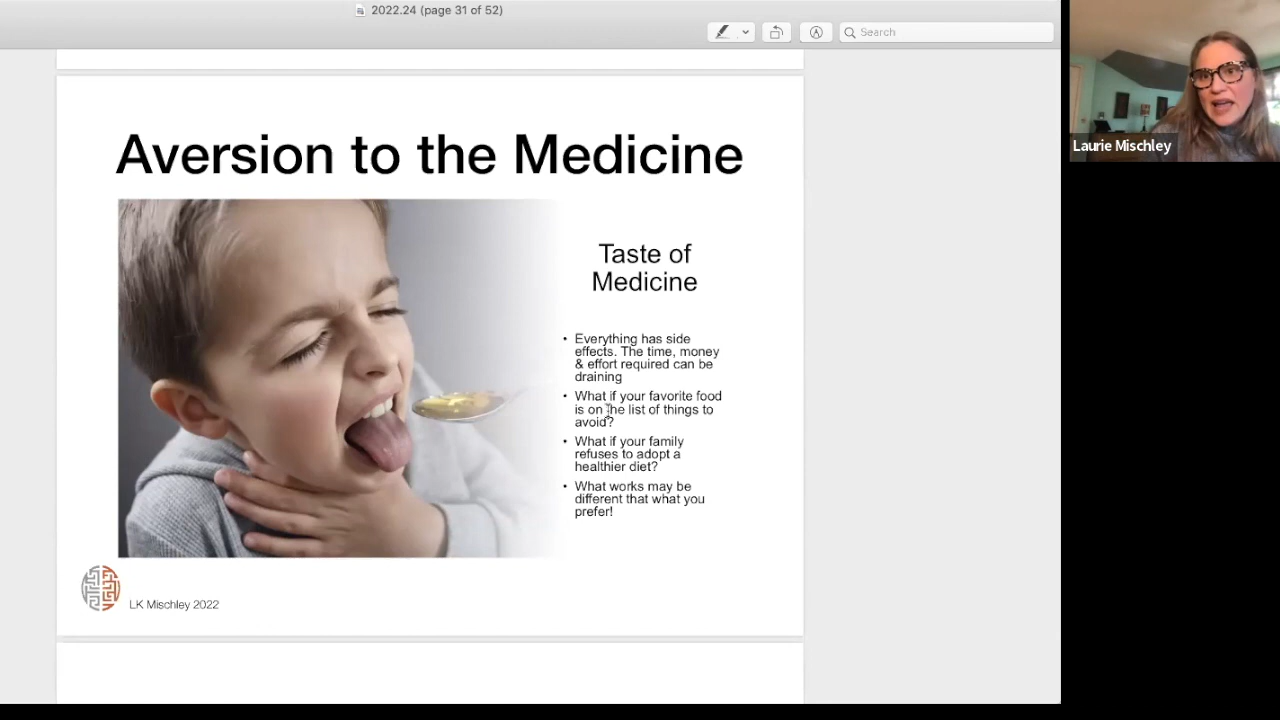 2022.24 (page 31 of 52)
Search
Laurie Mischley
Aversion to the Medicine
Taste of
Medicine
• Everything has side
effects. The time, money
& effort required can be
draining
• What if your favorite food
is on the list of things to
avoid?
• What if your family
refuses to adopt a
healthier diet?
• What works may be
different that what you
prefer!
LK Mischley 2022